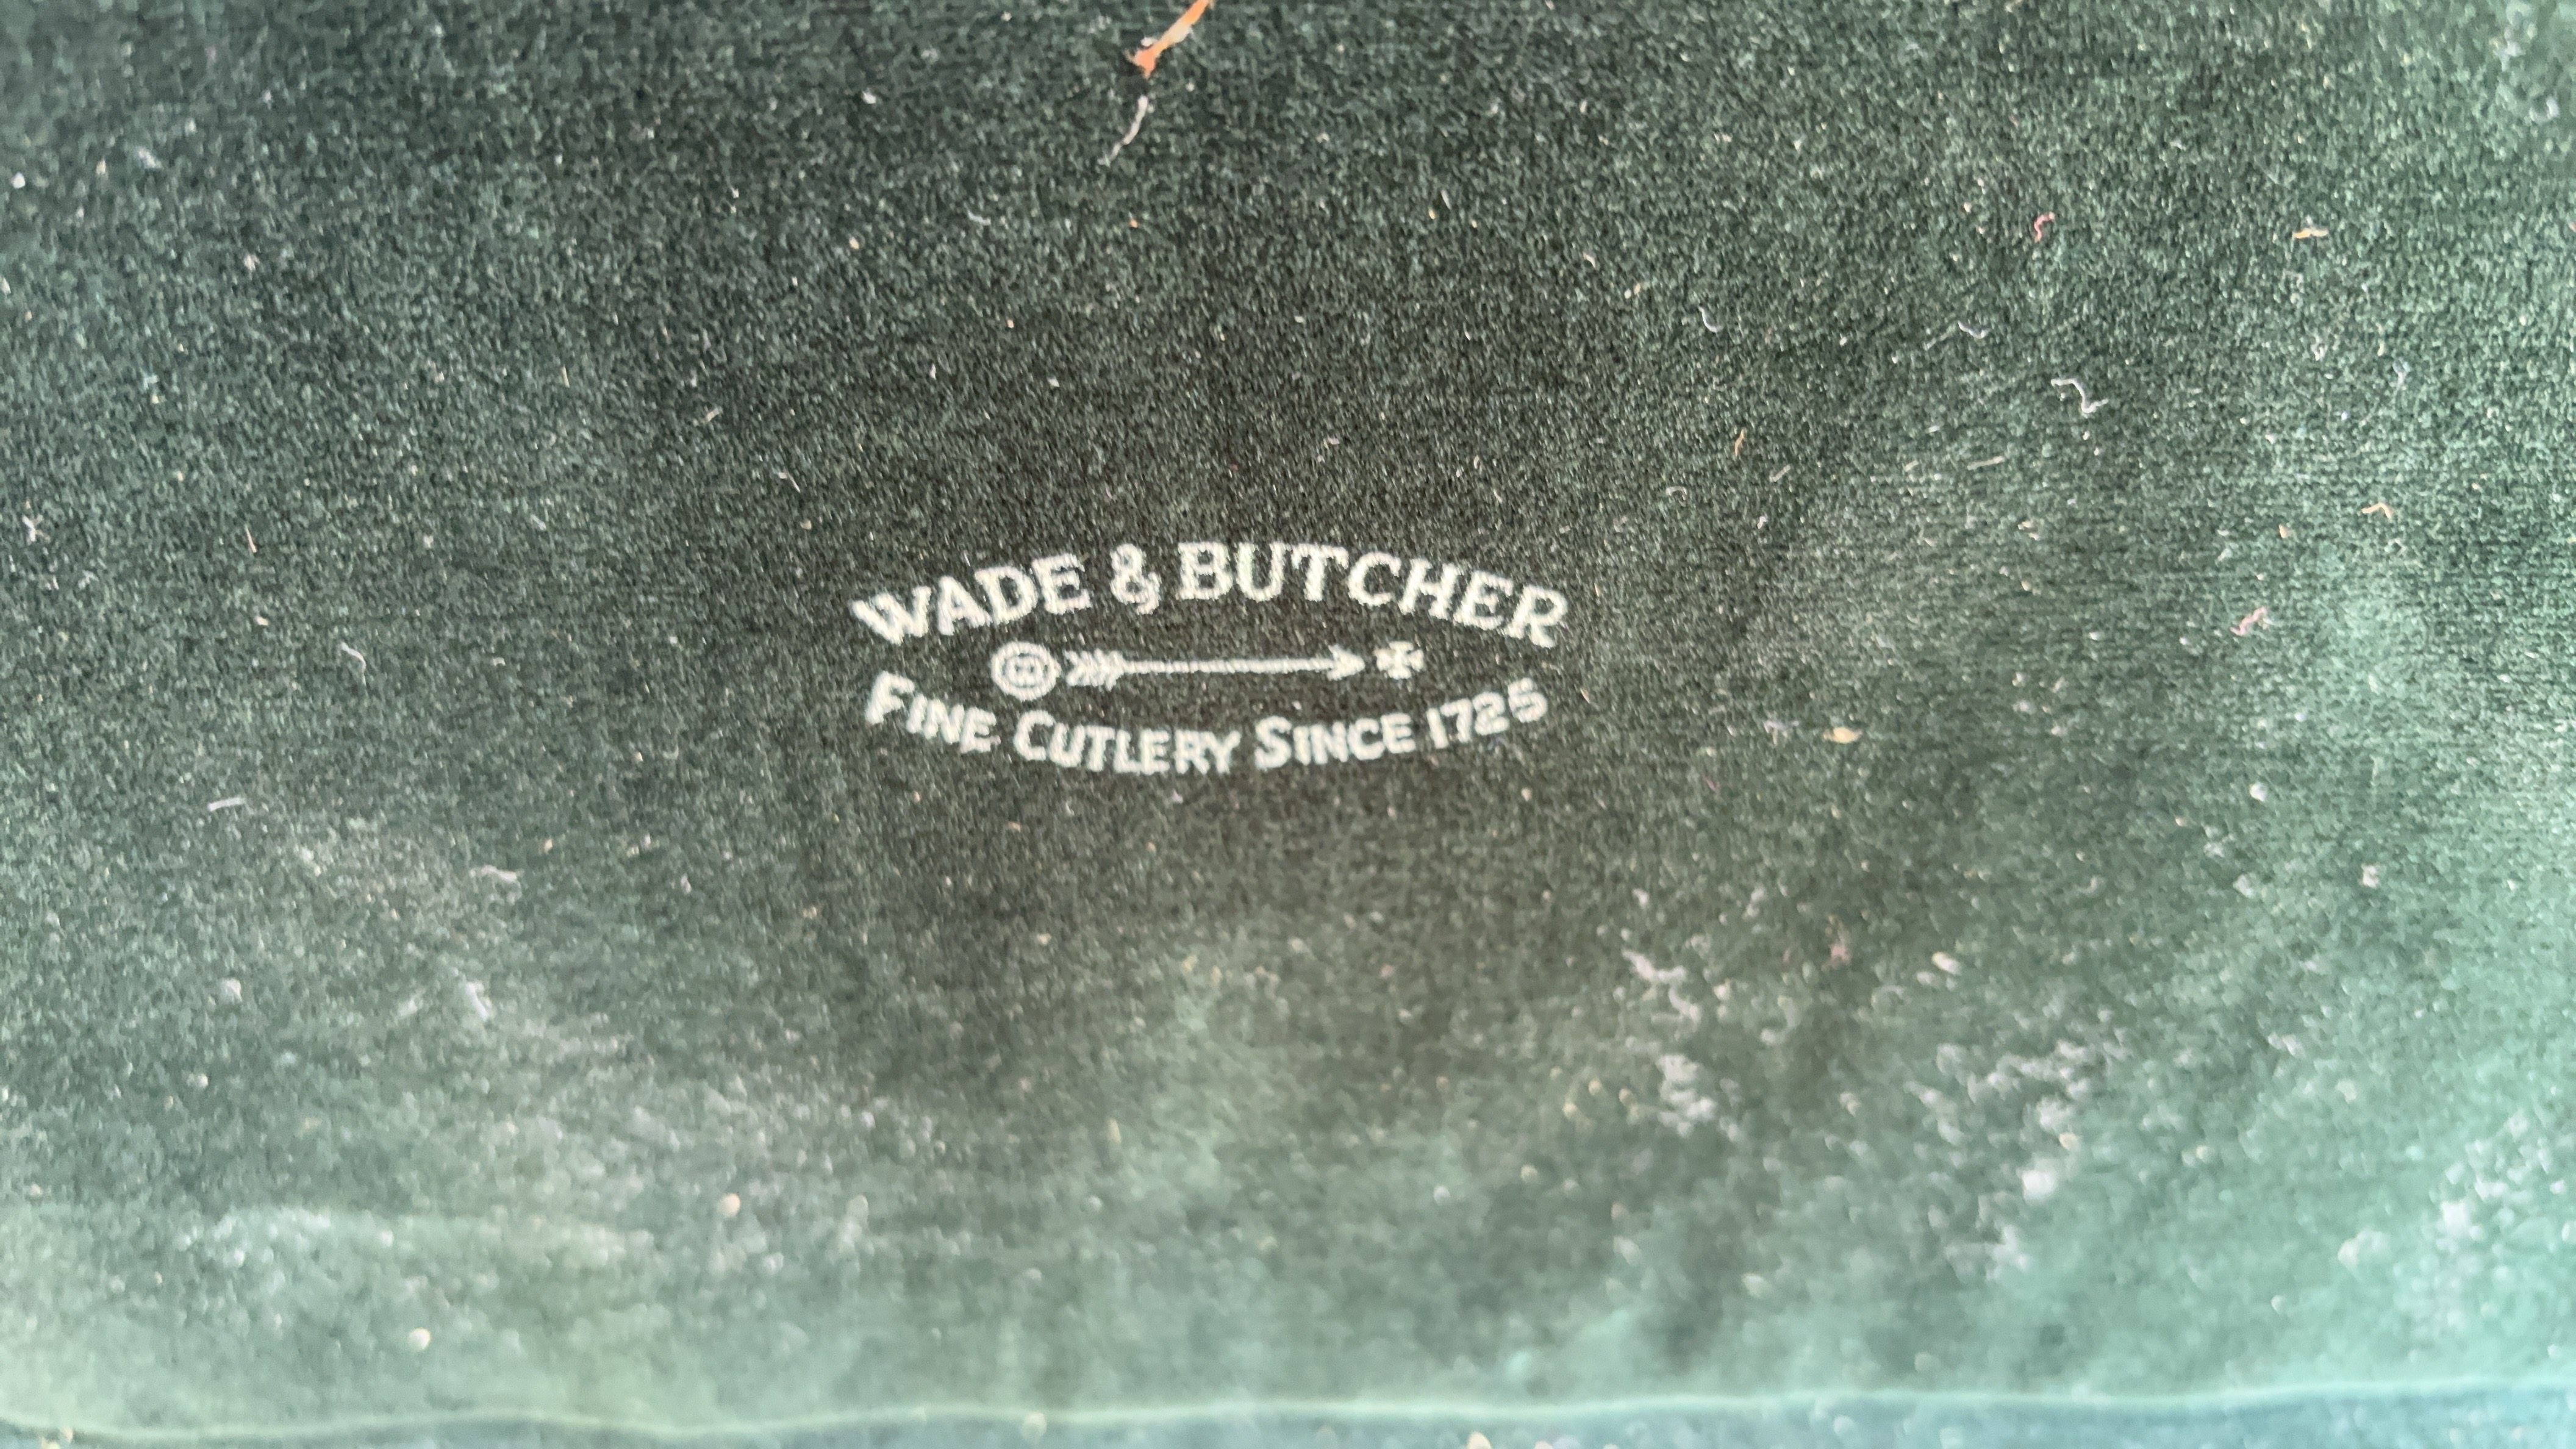 WADE & BUTCHER
FINE CUTLERY SINCE 1725